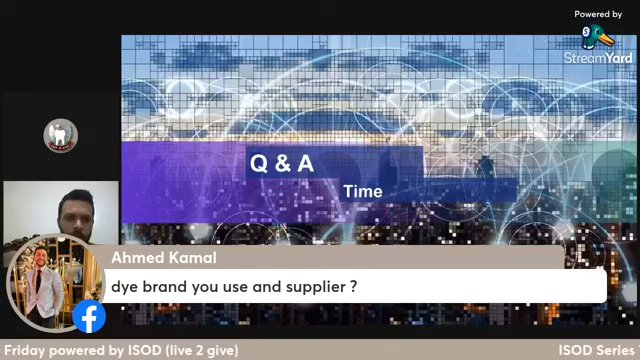 Powered by
StreamYard
Q & A
Time
Ahmed Kamal
dye brand you use and supplier ?
Friday powered by ISOD (live 2 give)
ISOD Series